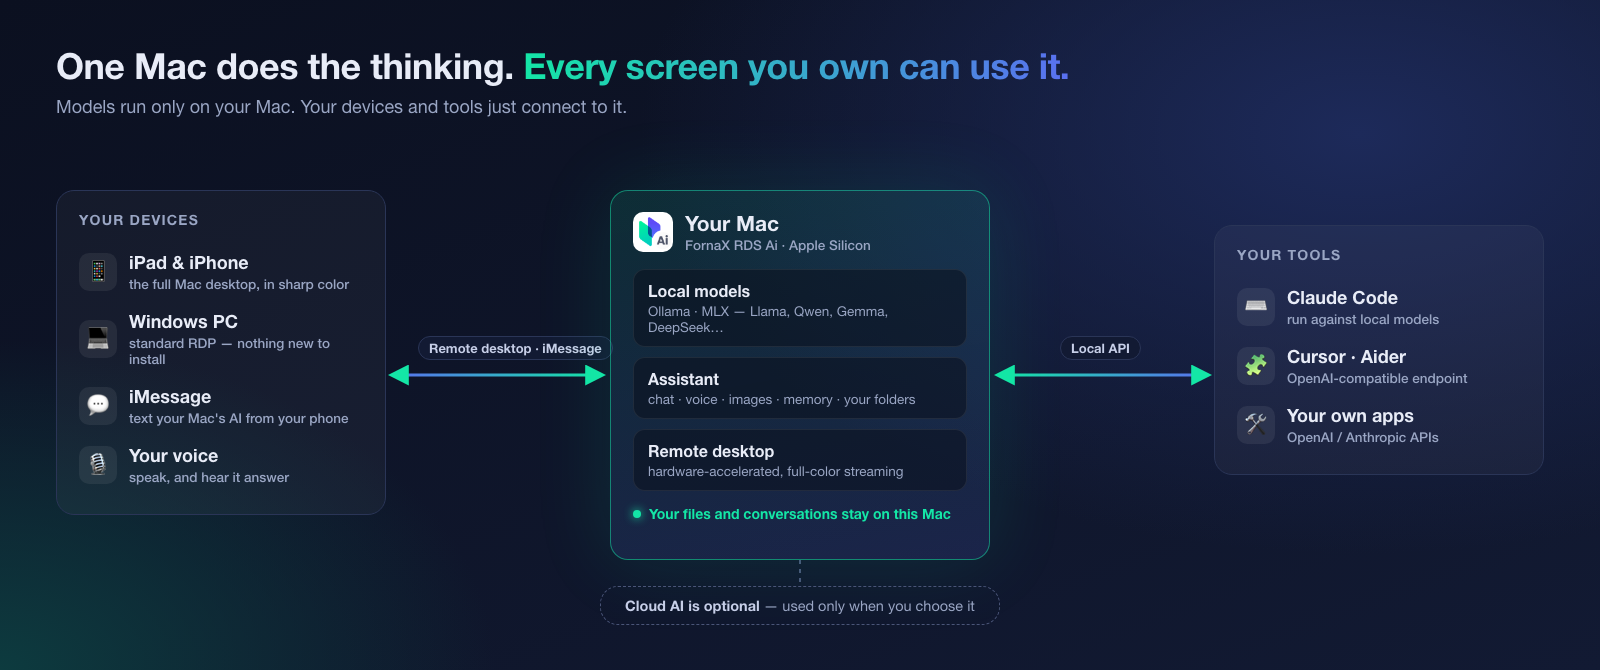 One Mac does the thinking. Every screen you own can use it.
Models run only on your Mac. Your devices and tools just connect to it.
YOUR DEVICES
iPad & iPhone
the full Mac desktop, in sharp color
Windows PC
standard RDP — nothing new to
install
iMessage
text your Mac's AI from your phone
Your voice
speak, and hear it answer
Remote desktop · iMessage
Ai
Your Mac
FornaX RDS Ai · Apple Silicon
Local models
Ollama · MLX — Llama, Qwen, Gemma,
DeepSeek…
Assistant
chat · voice · images · memory · your folders
Remote desktop
hardware-accelerated, full-color streaming
Your files and conversations stay on this Mac
Cloud AI is optional — used only when you choose it
Local API
YOUR TOOLS
Claude Code
run against local models
Cursor · Aider
OpenAI-compatible endpoint
Your own apps
OpenAI / Anthropic APIs